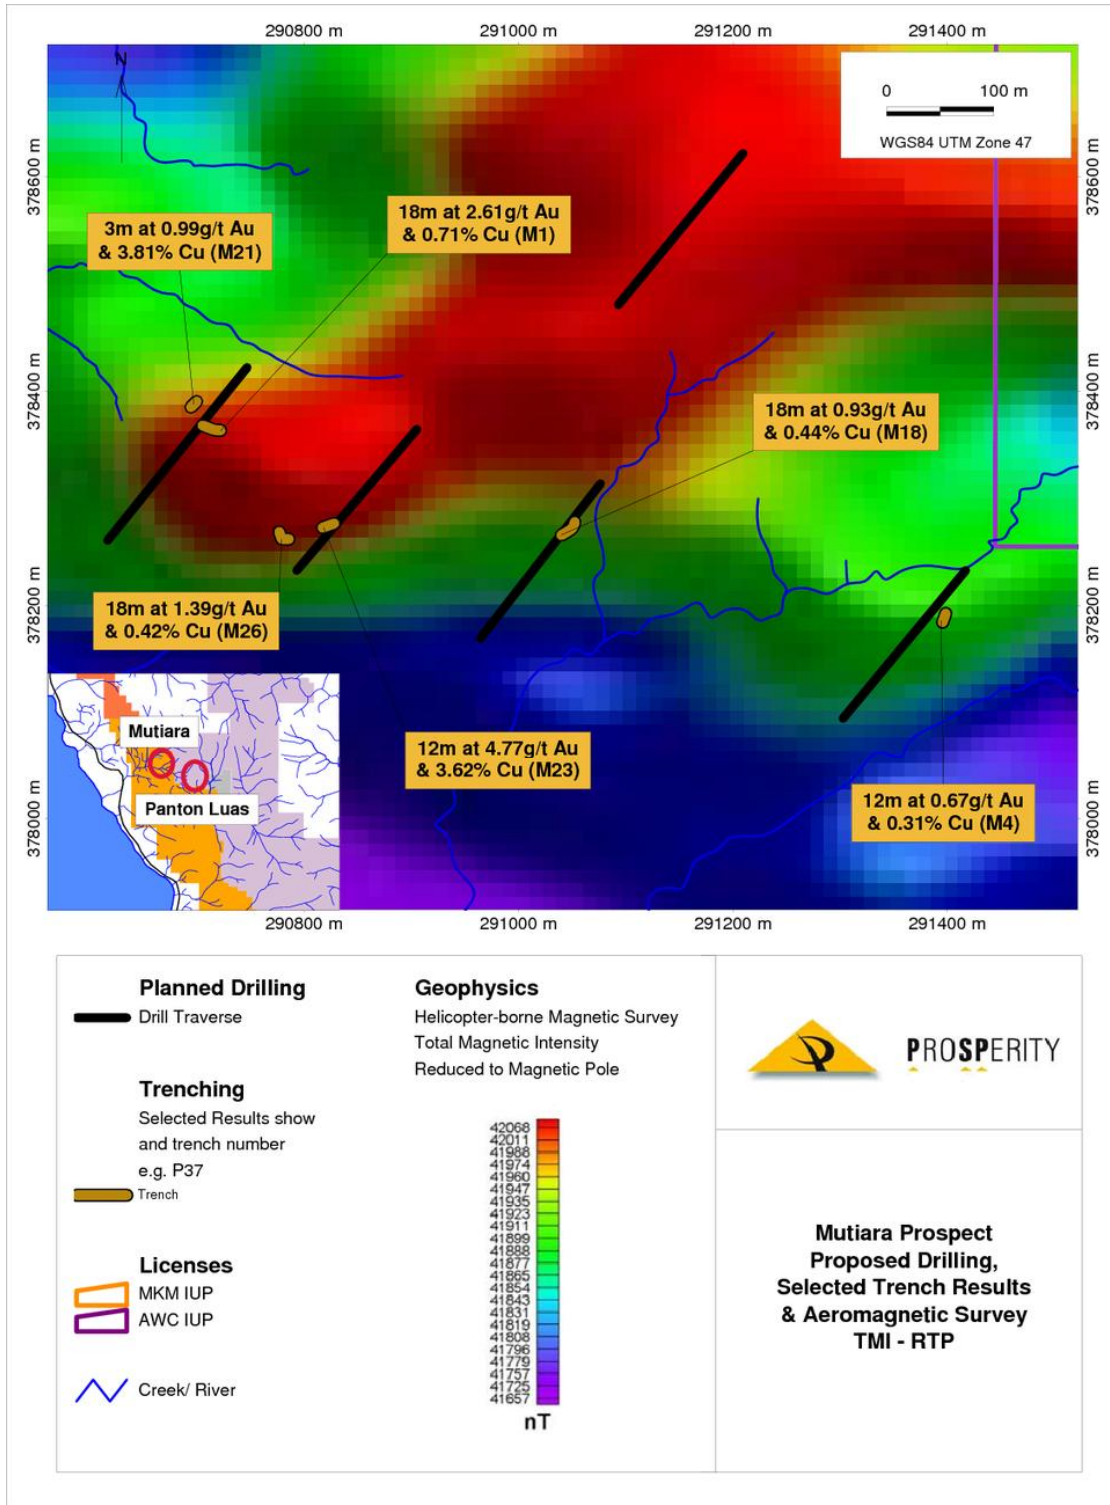 290800 m
291000 m
291200 m
291400 m
N
0
100 m
WGS84 UTM Zone 47
378600 m
378600 m
3m at 0.99g/t Au
& 3.81% Cu (M21)
18m at 2.61g/t Au
& 0.71% Cu (M1)
378400 m
378400 m
18m at 0.93g/t Au
& 0.44% Cu (M18)
378200 m
378200 m
18m at 1.39g/t Au
& 0.42% Cu (M26)
Mutiara
Panton Luas
12m at 4.77g/t Au
& 3.62% Cu (M23)
12m at 0.67g/t Au
& 0.31% Cu (M4)
378000 m
378000 m
290800 m
291000 m
291200 m
291400 m
Planned Drilling
Drill Traverse
Trenching
Selected Results show
and trench number
e.g. P37
Trench
Licenses
MKM IUP
AWC IUP
Creek/ River
Geophysics
Helicopter-borne Magnetic Survey
Total Magnetic Intensity
Reduced to Magnetic Pole
42068
42011
41988
41974
41960
41947
41935
41923
41911
41899
41888
41877
41865
41854
41843
41831
41819
41808
41796
41779
41757
41725
41657
nT
PROSPERITY
Mutiara Prospect
Proposed Drilling,
Selected Trench Results
& Aeromagnetic Survey
TMI - RTP